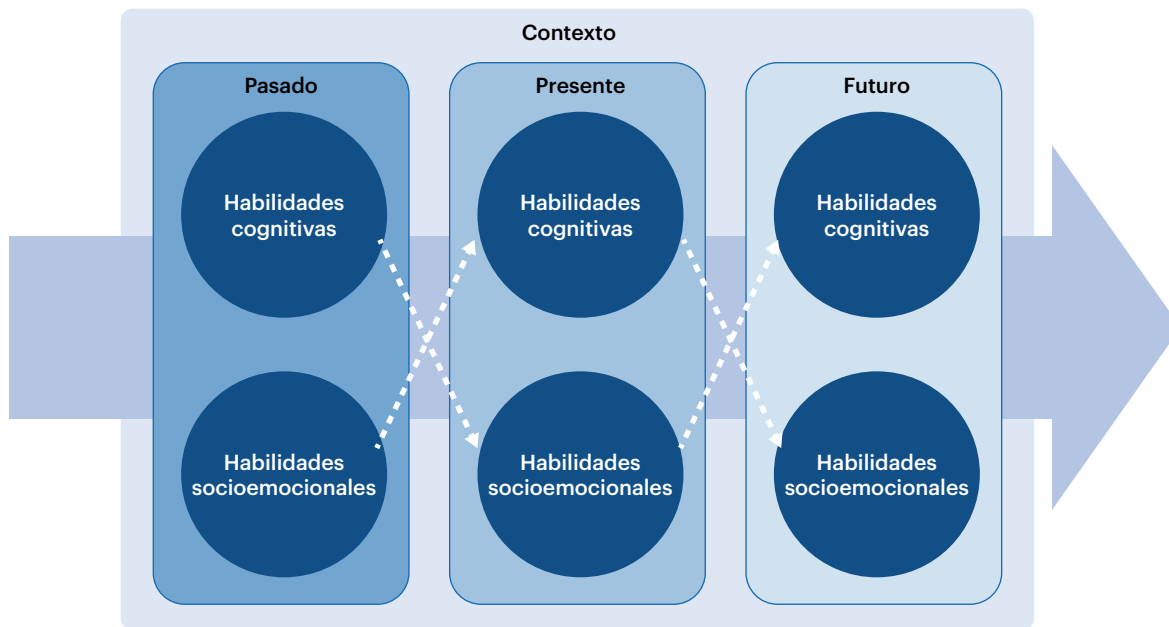 Contexto
Pasado
Presente
Futuro
Habilidades
cognitivas
Habilidades
cognitivas
Habilidades
cognitivas
Habilidades
socioemocionales
Habilidades
socioemocionales
Habilidades
socioemocionales